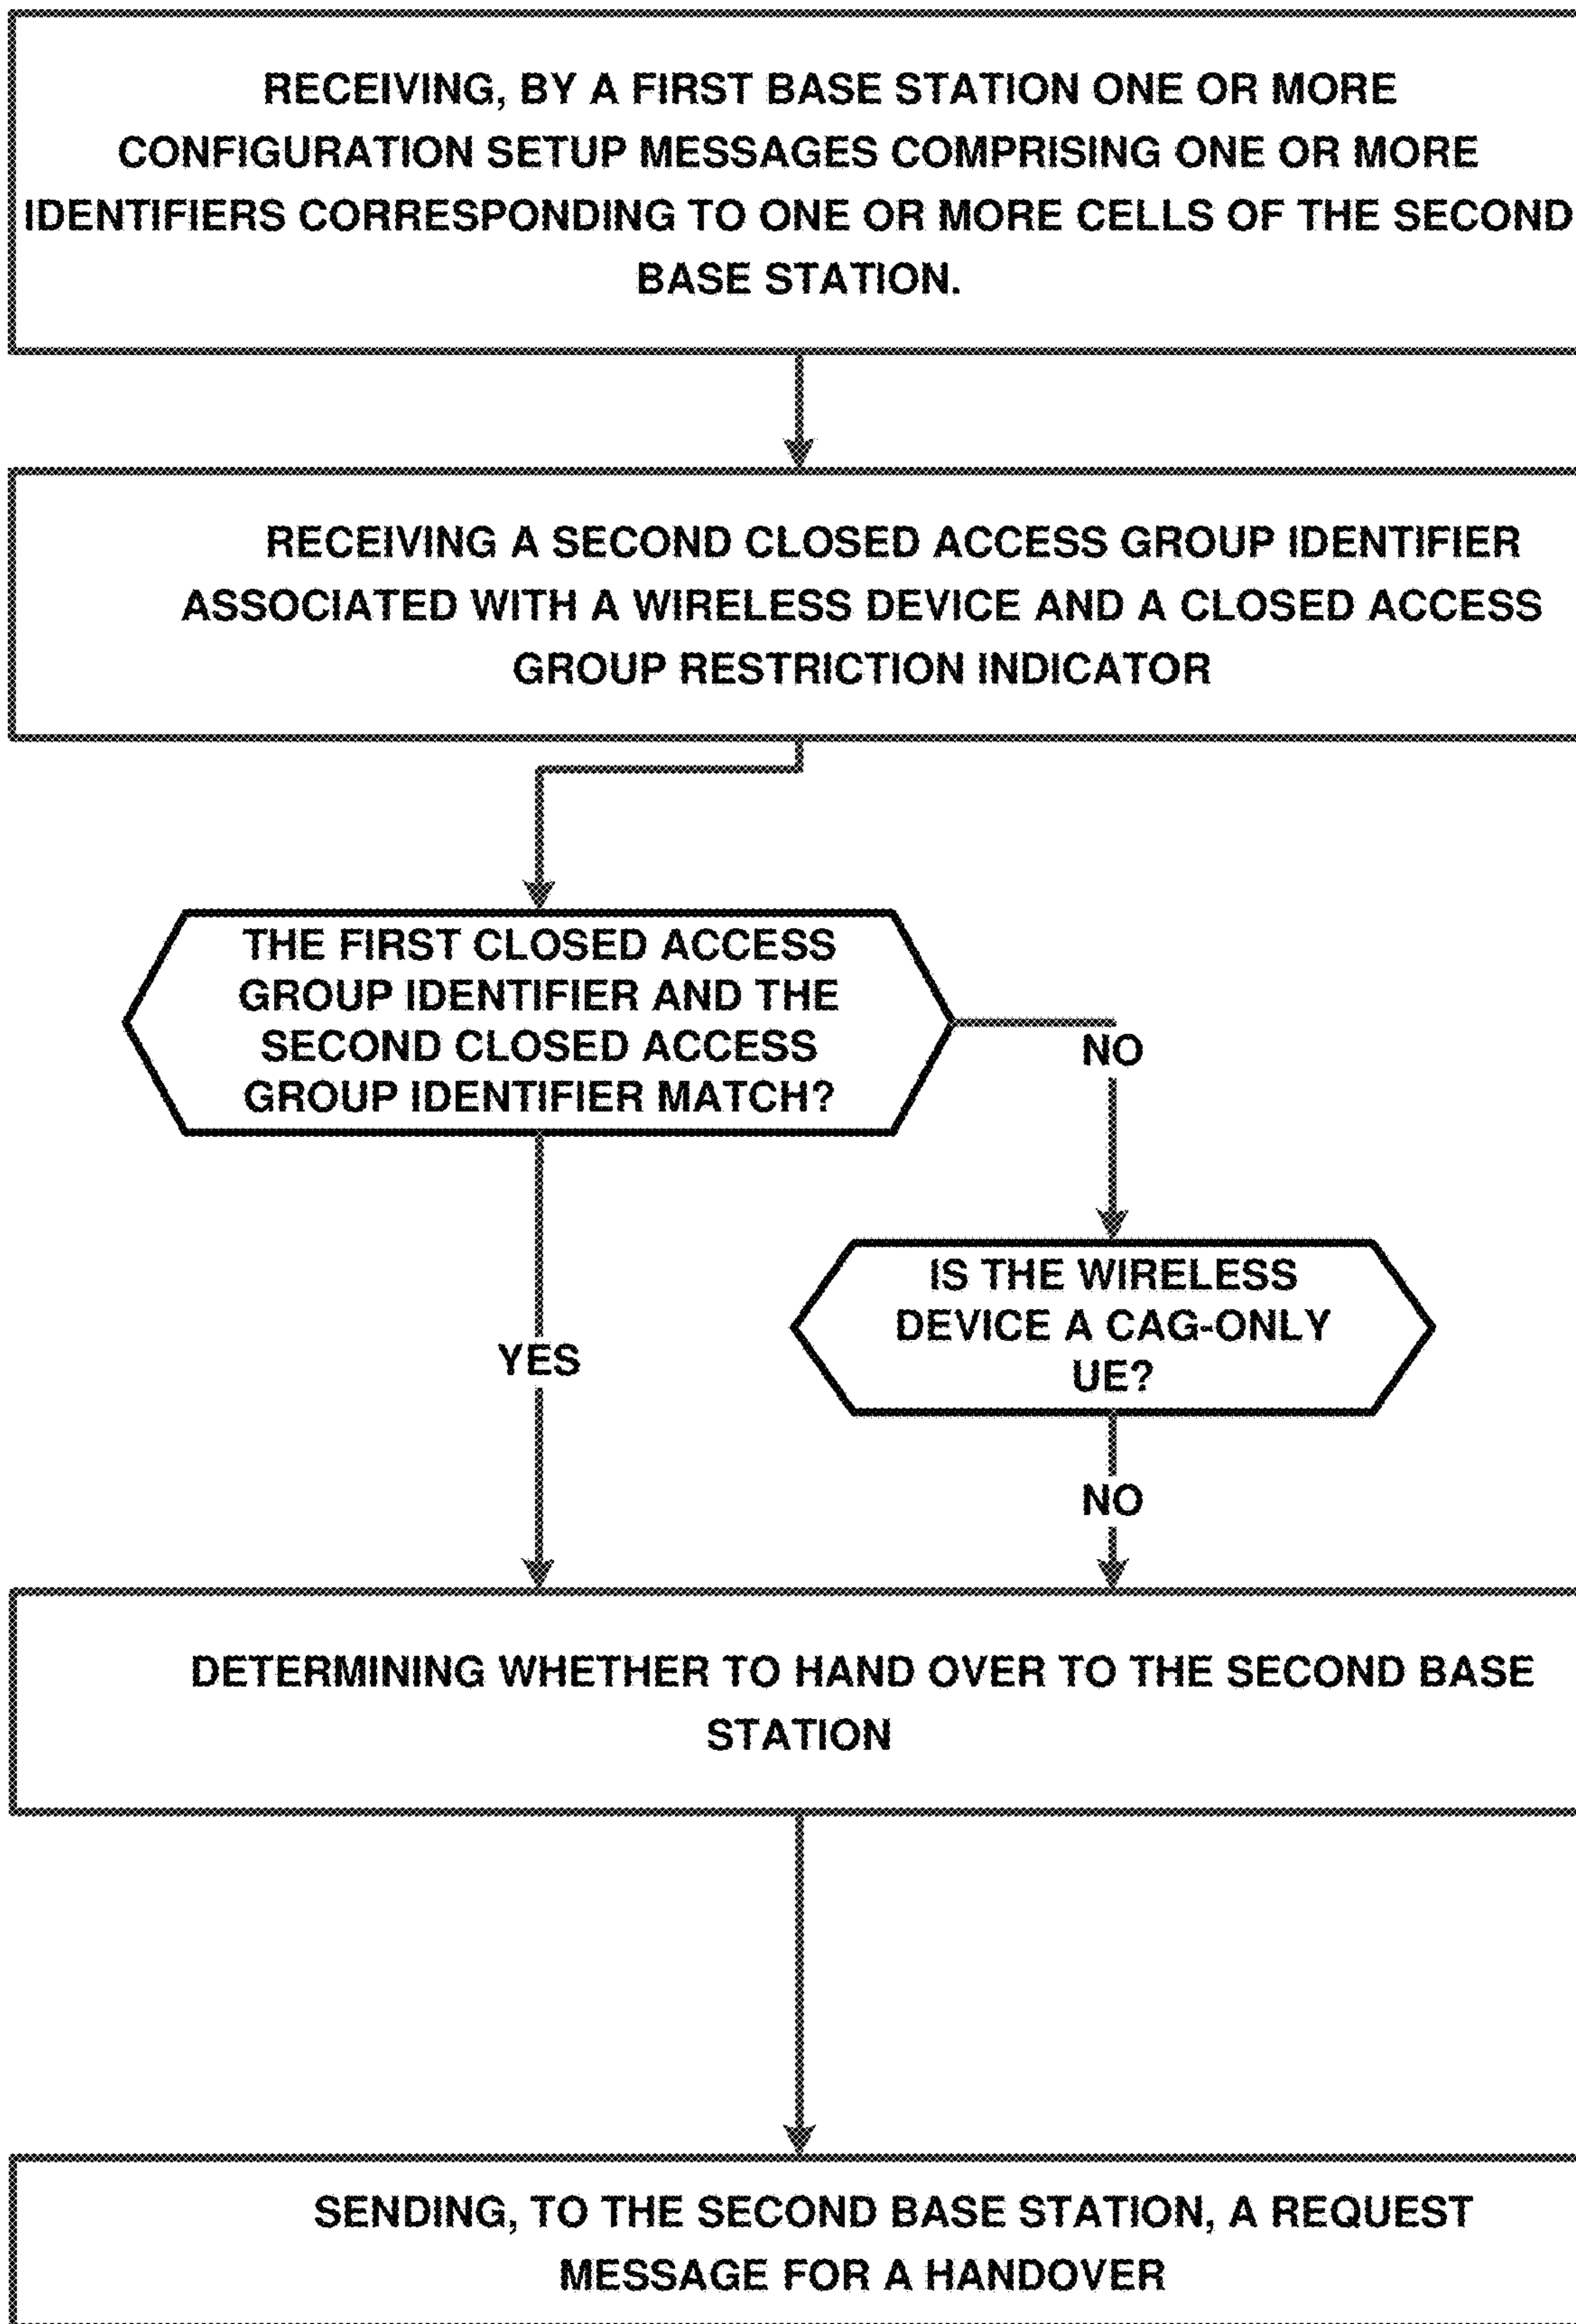 RECEIVING, BY A FIRST BASE STATION ONE OR MORE
CONFIGURATION SETUP MESSAGES COMPRISING ONE OR MORE
IDENTIFIERS CORRESPONDING TO ONE OR MORE CELLS OF THE SECOND
BASE STATION.
RECEIVING A SECOND CLOSED ACCESS GROUP IDENTIFIER
ASSOCIATED WITH A WIRELESS DEVICE AND A CLOSED ACCESS
GROUP RESTRICTION INDICATOR
THE FIRST CLOSED ACCESS
GROUP IDENTIFIER AND THE
SECOND CLOSED ACCESS
GROUP IDENTIFIER MATCH?
NO
IS THE WIRELESS
DEVICE A CAG-ONLY
UE?
YES
NO
DETERMINING WHETHER TO HAND OVER TO THE SECOND BASE
STATION
SENDING, TO THE SECOND BASE STATION, A REQUEST
MESSAGE FOR A HANDOVER